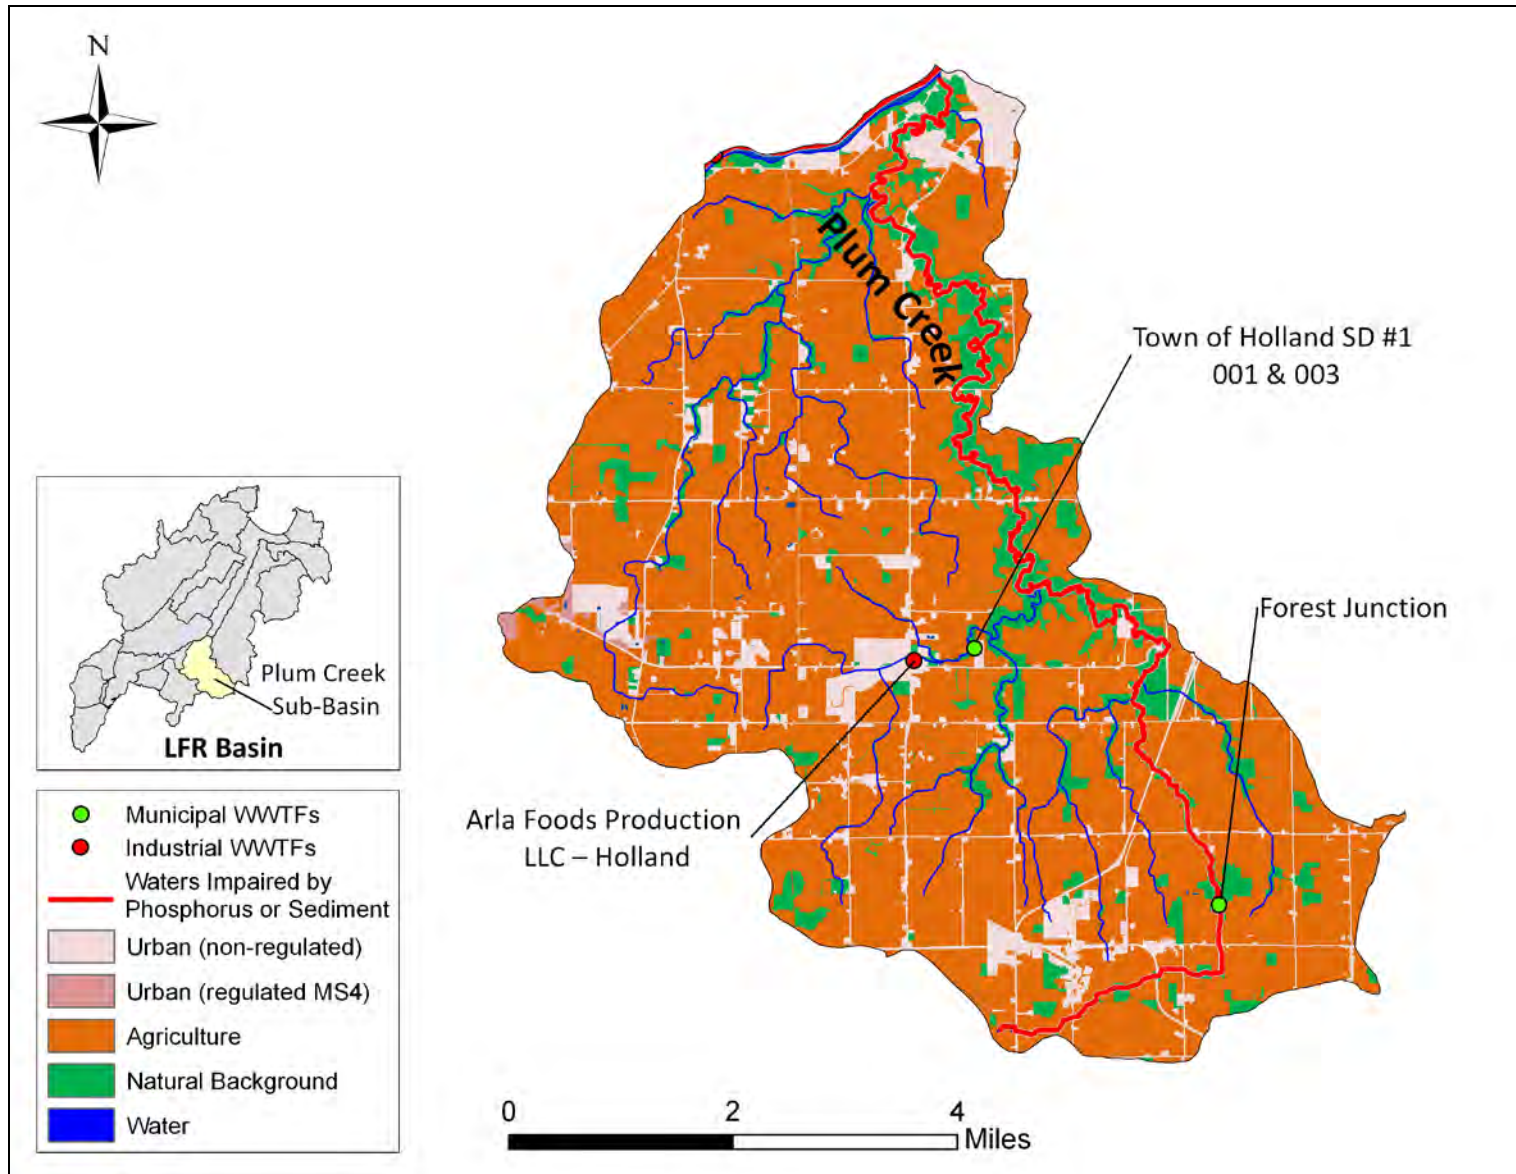 N
Plum Creek
Town of Holland SD #1
001 & 003
Forest Junction
Plum Creek
Sub-Basin
LFR Basin
Arla Foods Production
LLC – Holland
Municipal WWTFs
Industrial WWTFs
Waters Impaired by
Phosphorus or Sediment
Urban (non-regulated)
Urban (regulated MS4)
Agriculture
Natural Background
Water
0 2 4
Miles